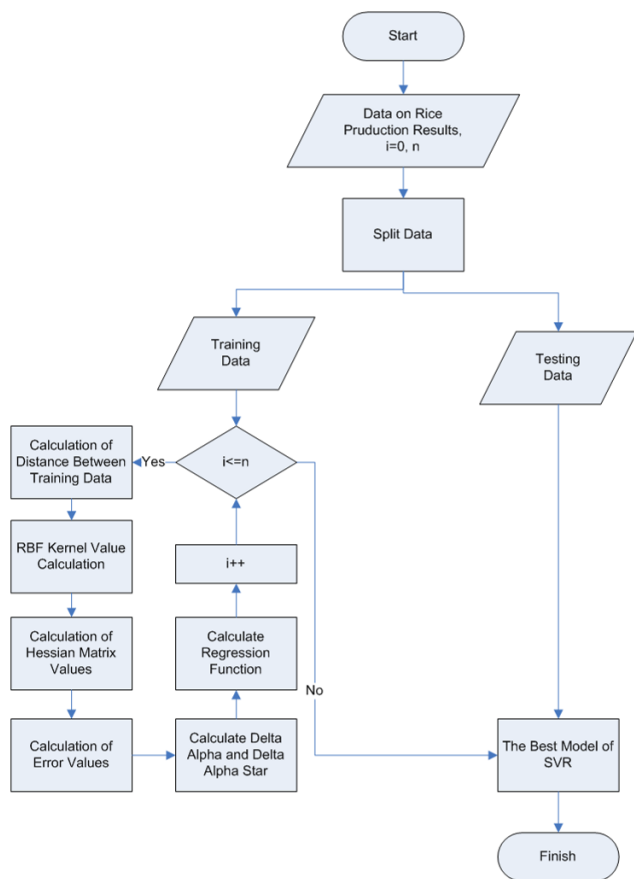 Start
Data on Rice
Pruduction Results,
i=0, n
Split Data
Training
Data
Testing
Data
Calculation of
Distance Between
Training Data
Yes
i<=n
RBF Kernel Value
Calculation
i++
Calculation of
Hessian Matrix
Values
Calculate
Regression
Function
No
Calculation of
Error Values
Calculate Delta
Alpha and Delta
Alpha Star
The Best Model of
SVR
Finish